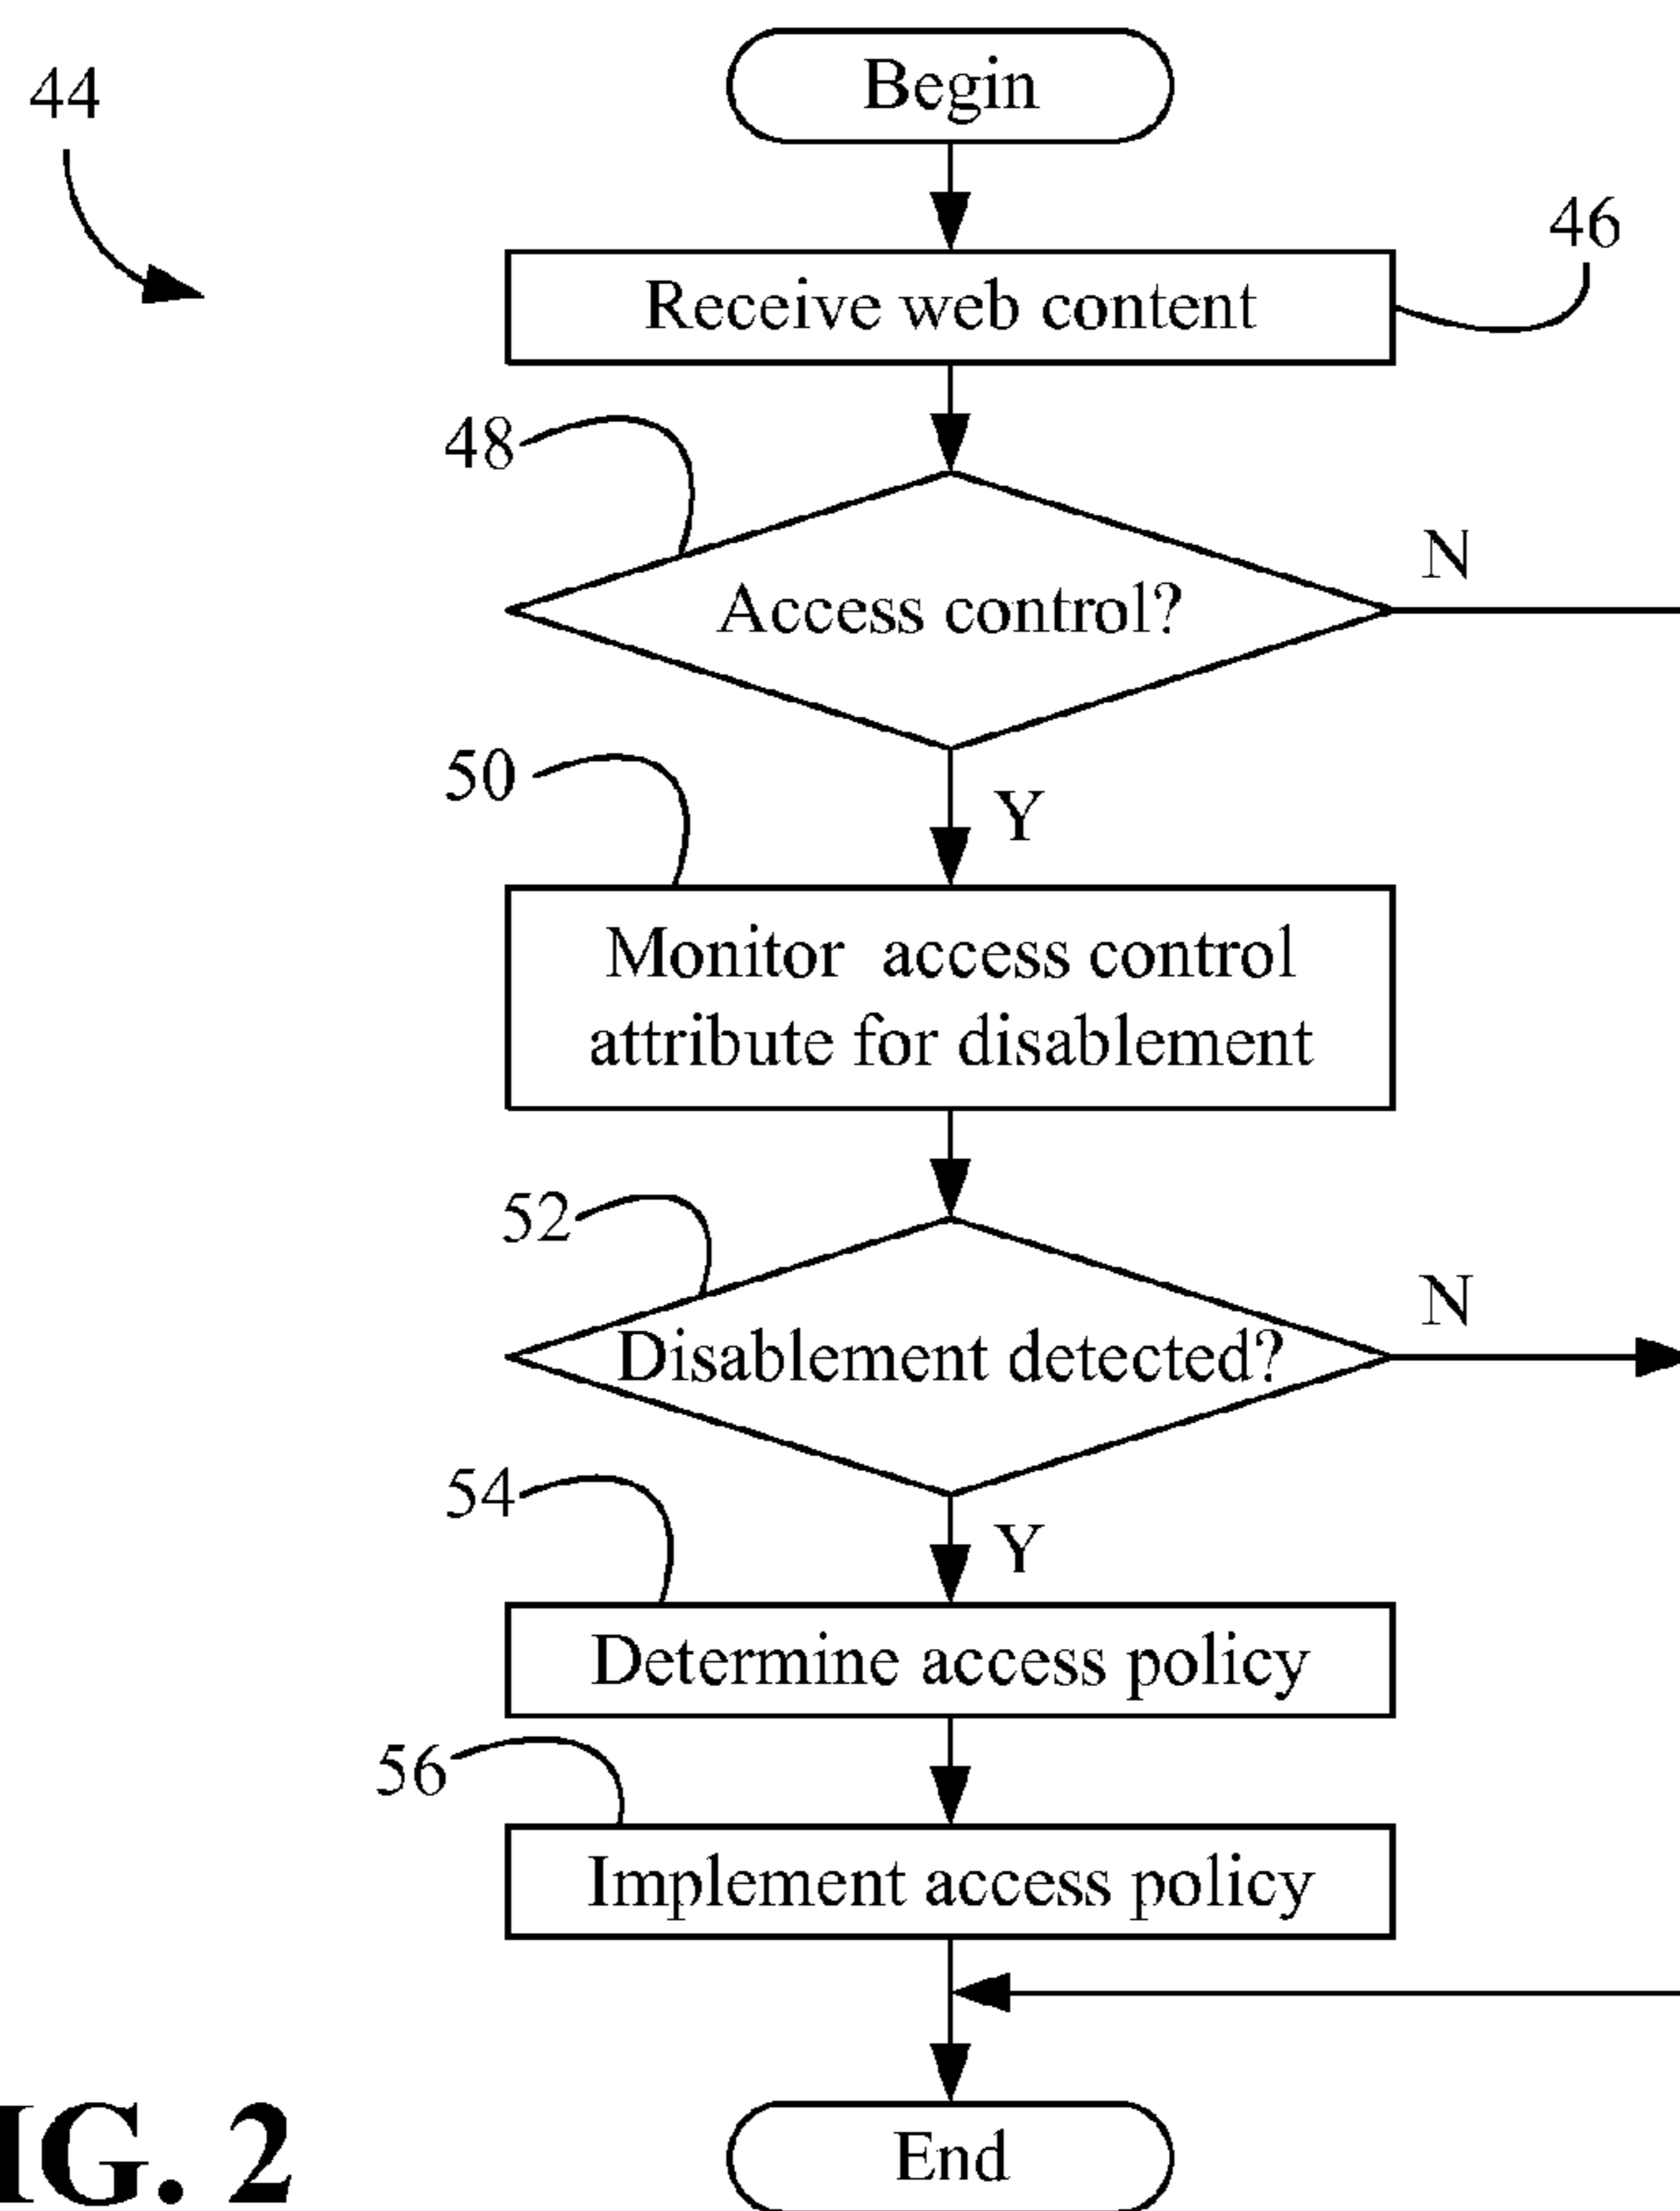 44
Begin
46
Receive web content
48
N
Access control?
50
Y
Monitor access control
attribute for disablement
52
N
Disablement detected?
54
Y
Determine access policy
56
Implement access policy
End
IG. 2